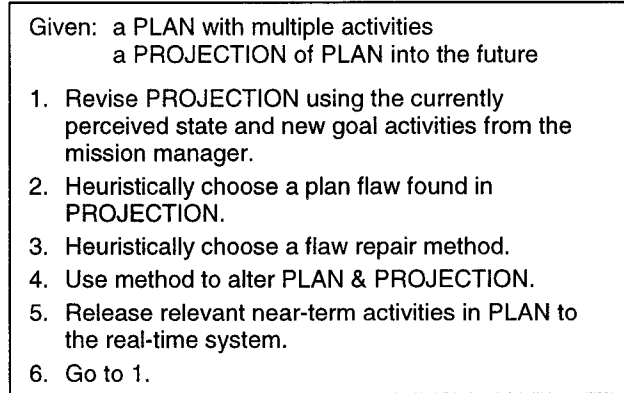 Given: a PLAN with multiple activities
a PROJECTION of PLAN into the future
1. Revise PROJECTION using the currently
perceived state and new goal activities from the
mission manager.
2. Heuristically choose a plan flaw found in
PROJECTION.
3. Heuristically choose a flaw repair method.
4. Use method to alter PLAN & PROJECTION.
5. Release relevant near-term activities in PLAN to
the real-time system.
6. Go to 1.